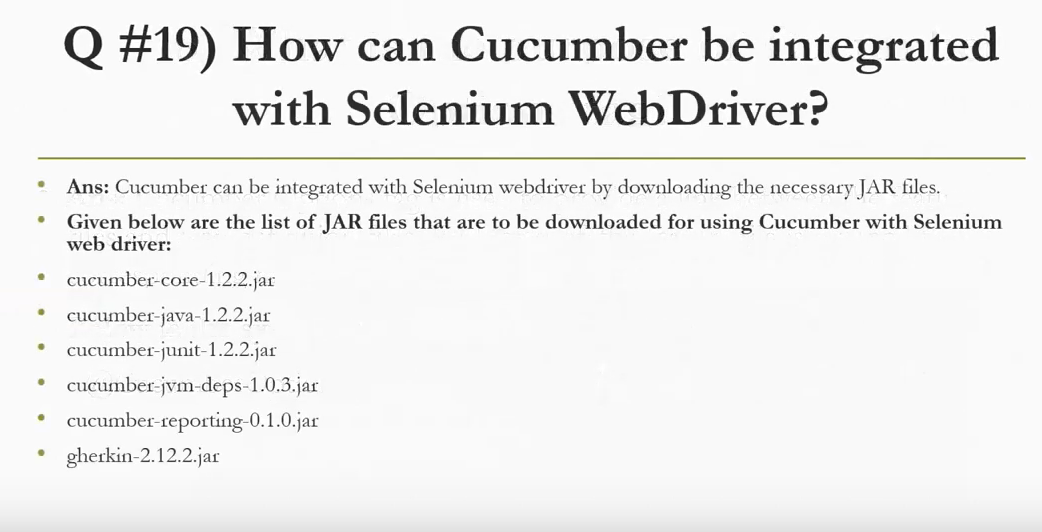 Q #19) How can Cucumber be integrated
with Selenium WebDriver?
• Ans: Cucumber can be integrated with Selenium webdriver by downloading the necessary JAR files.
• Given below are the list of JAR files that are to be downloaded for using Cucumber with Selenium
web driver:
• cucumber-core-1.2.2.jar
• cucumber-java-1.2.2.jar
• cucumber-junit-1.2.2.jar
• cucumber-jvm-deps-1.0.3.jar
• cucumber-reporting-0.1.0.jar
• gherkin-2.12.2.jar